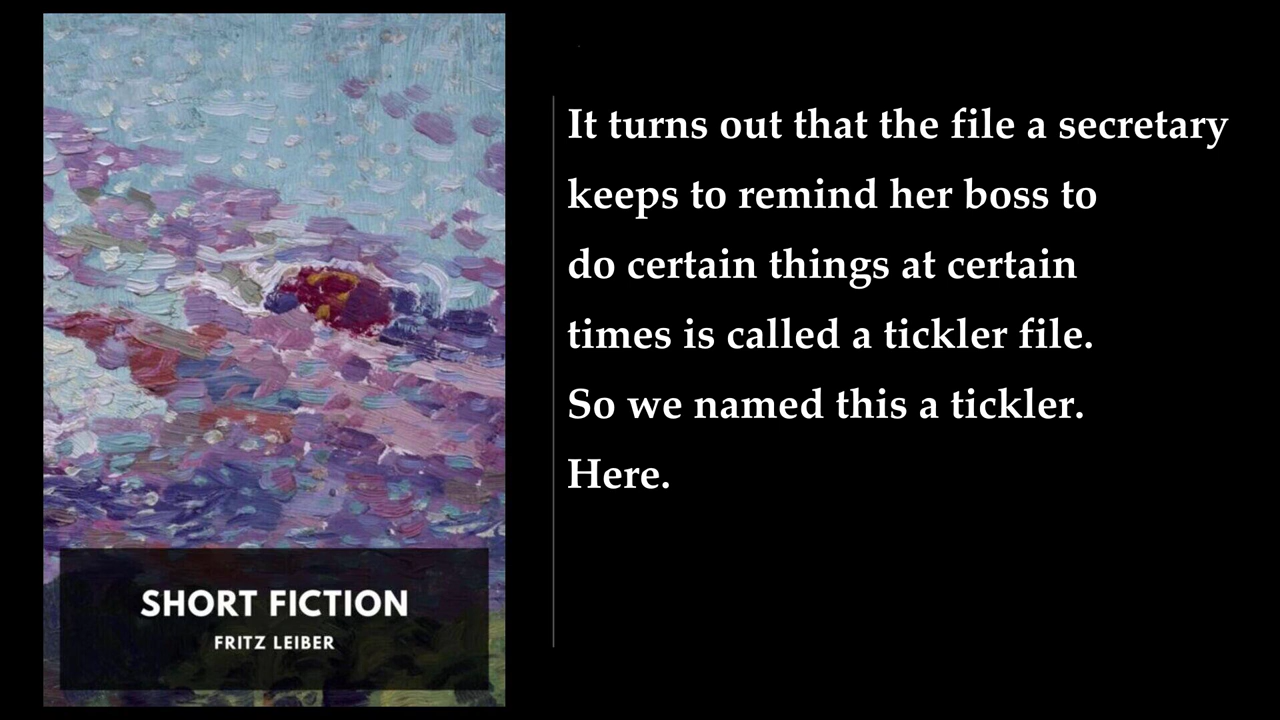 SHORT FICTION
FRITZ LEIBER
It turns out that the file a secretary
keeps to remind her boss to
do certain things at certain
times is called a tickler file.
So we named this a tickler.
Here.